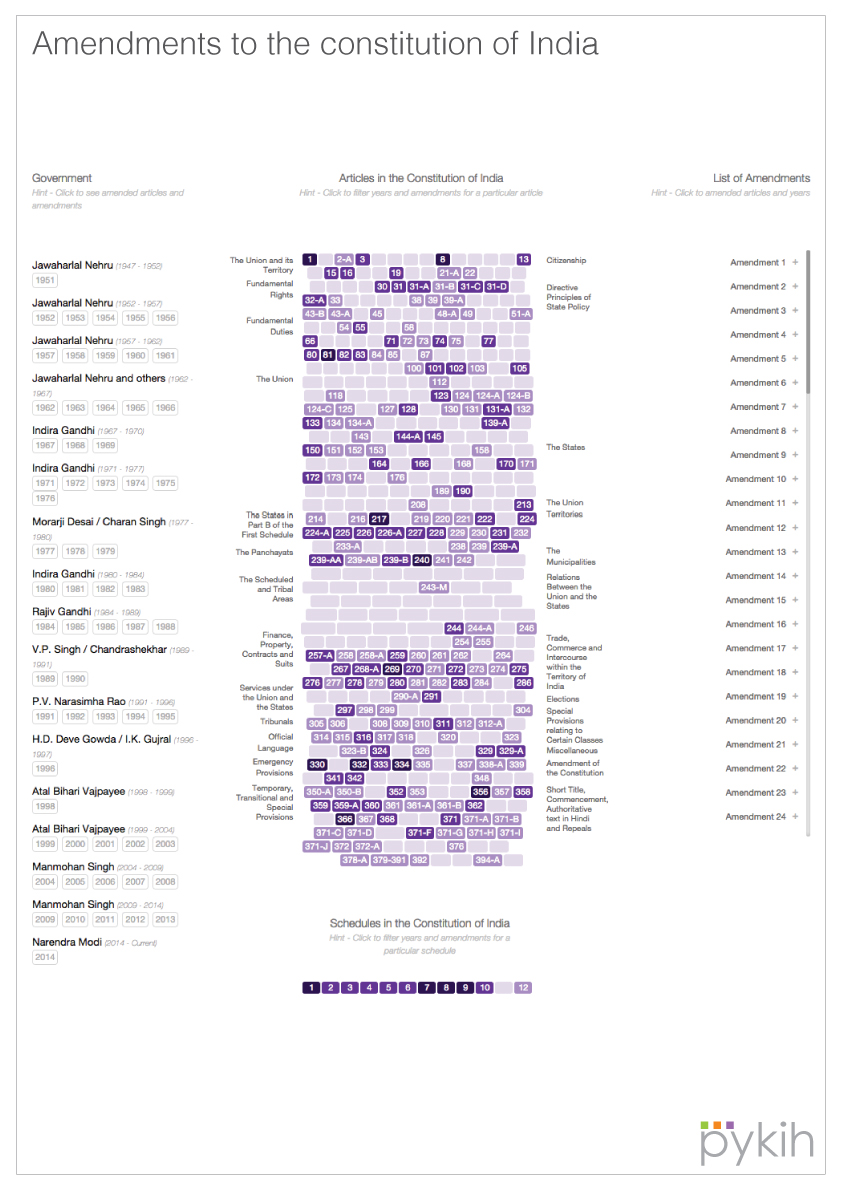 Amendments to the constitution of India
Government
Hint - Click to see amended articles and
amendments
Jawaharlal Nehru (1947 - 1952)
1951
Jawaharlal Nehru (1952 - 1957)
1952 1953 1954 1955 1956
Jawaharlal Nehru (1957 - 1962)
1957 1958 1959 1960 1961
Jawaharlal Nehru and others (1962 -
1967)
1962 1963 1964 1965 1966
Indira Gandhi (1967 - 1970)
1967 1968 1969
Indira Gandhi (1971 - 1977)
1971 1972 1973 1974 1975
1976
Morarji Desai / Charan Singh (1977 -
1980)
1977 1978 1979
Indira Gandhi (1980 - 1984)
1980 1981 1982 1983
Rajiv Gandhi (1984 - 1989)
1984 1985 1986 1987 1988
V.P. Singh / Chandrashekhar (1989 -
1991)
1989 1990
P.V. Narasimha Rao (1991 - 1996)
1991 1992 1993 1994 1995
H.D. Deve Gowda / I.K. Gujral (1996 -
1997)
1996
Atal Bihari Vajpayee (1998 - 1999)
1998
Atal Bihari Vajpayee (1999 - 2004)
1999 2000 2001 2002 2003
Manmohan Singh (2004 - 2009)
2004 2005 2006 2007 2008
Manmohan Singh (2009 - 2014)
2009 2010 2011 2012 2013
Narendra Modi (2014 - Current)
2014
Articles in the Constitution of India
Hint - Click to filter years and amendments for a particular article
The Union and its
Territory
Fundamental
Rights
Fundamental
Duties
The Union
The States in
Part B of the
First Schedule
The Panchayats
The Scheduled
and Tribal
Areas
Finance,
Property,
Contracts and
Suits
Services under
the Union and
the States
Tribunals
Official
Language
Emergency
Provisions
Temporary,
Transitional and
Special
Provisions
1 2-A 3 8 13
15 16 19 21-A 22
30 31 31-A 31-B 31-C 31-D
32-A 33 38 39 39-A
43-B 43-A 45 48-A 49 51-A
54 55 58
66 71 72 73 74 75 77
80 81 82 83 84 85 87
100 101 102 103 105
112
118 123 124 124-A 124-B
124-C 125 127 128 130 131 131-A 132
133 134 134-A 139-A
143 144-A 145
150 151 152 153 158
164 166 168 170 171
172 173 174 176
189 190
208 213
214 216 217 219 220 221 222 224
224-A 225 226 226-A 227 228 229 230 231 232
233-A 238 239 239-A
239-AA 239-AB 239-B 240 241 242
243-M
244 244-A 246
254 255
257-A 258 258-A 259 260 261 262 264
267 268-A 269 270 271 272 273 274 275
276 277 278 279 280 281 282 283 284 286
290-A 291
297 298 299 304
305 306 308 309 310 311 312 312-A
314 315 316 317 318 320 323
323-B 324 326 329 329-A
330 332 333 334 335 337 338-A 339
341 342 348
350-A 350-B 352 353 356 357 358
359 359-A 360 361 361-A 361-B 362
366 367 368 371 371-A 371-B
371-C 371-D 371-F 371-G 371-H 371-I
371-J 372 372-A 376
378-A 379-391 392 394-A
Citizenship
Directive
Principles of
State Policy
The States
The Union
Territories
The
Municipalities
Relations
Between the
Union and the
States
Trade,
Commerce and
Intercourse
within the
Territory of
India
Elections
Special
Provisions
relating to
Certain Classes
Miscellaneous
Amendment of
the Constitution
Short Title,
Commencement,
Authoritative
text in Hindi
and Repeals
Schedules in the Constitution of India
Hint - Click to filter years and amendments for a
particular schedule
1 2 3 4 5 6 7 8 9 10 12
List of Amendments
Hint - Click to amended articles and years
Amendment 1 +
Amendment 2 +
Amendment 3 +
Amendment 4 +
Amendment 5 +
Amendment 6 +
Amendment 7 +
Amendment 8 +
Amendment 9 +
Amendment 10 +
Amendment 11 +
Amendment 12 +
Amendment 13 +
Amendment 14 +
Amendment 15 +
Amendment 16 +
Amendment 17 +
Amendment 18 +
Amendment 19 +
Amendment 20 +
Amendment 21 +
Amendment 22 +
Amendment 23 +
Amendment 24 +
pykih